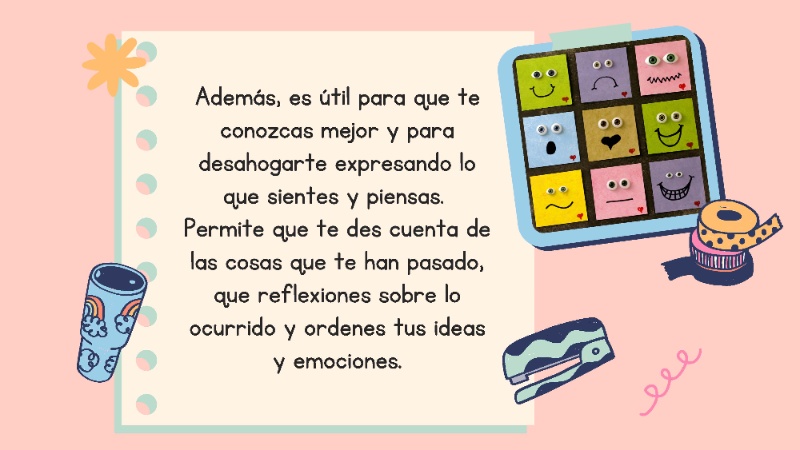 Además, es útil para que te
conozcas mejor y para
desahogarte expresando lo
que sientes y piensas.
Permite que te des cuenta de
las cosas que te han pasado,
que reflexiones sobre lo
ocurrido y ordenes tus ideas
y emociones.